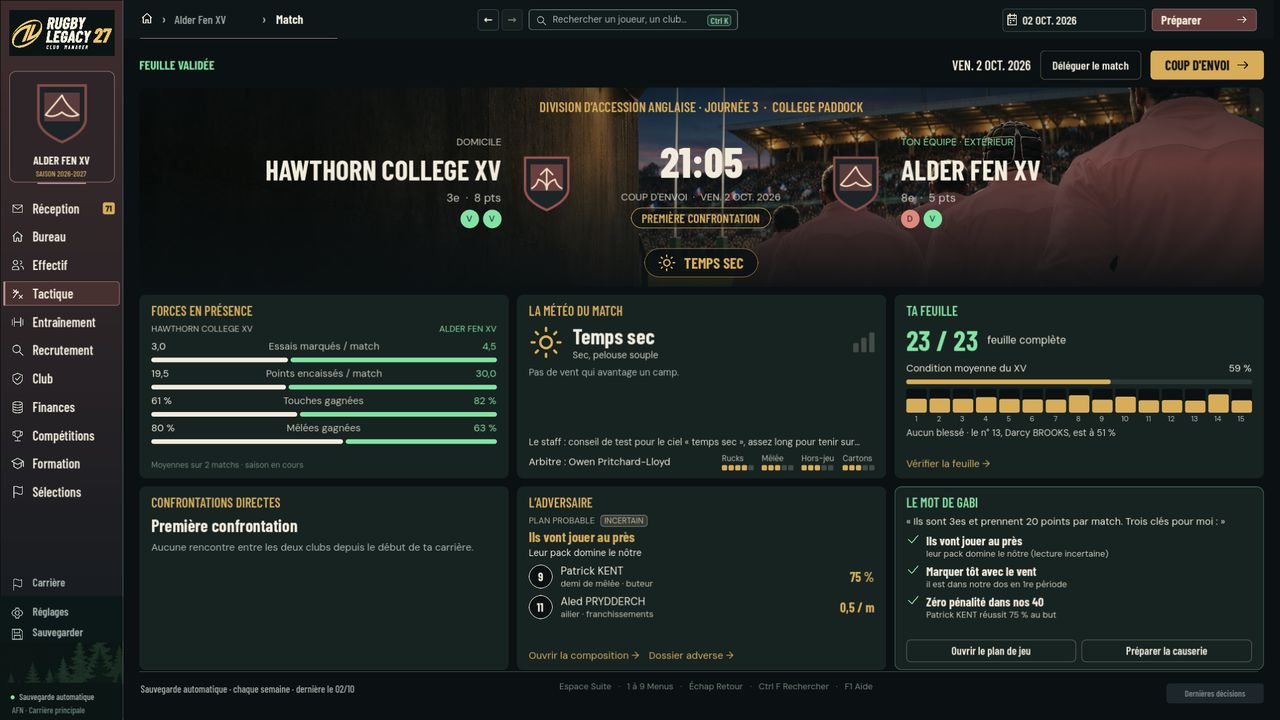 RUGBY
LEGACY 27
CLUB MANAGER
Alder Fen XV
Match
Rechercher un joueur, un club...
Ctrl K
02 OCT. 2026
Préparer
ALDER FEN XV
SAISON 2026-2027
Réception
71
Bureau
Effectif
Tactique
Entraînement
Recrutement
Club
Finances
Compétitions
Formation
Sélections
Carrière
Réglages
Sauvegarder
Sauvegarde automatique
AFN · Carrière principale
FEUILLE VALIDÉE
VEN. 2 OCT. 2026
Déléguer le match
COUP D'ENVOI
DIVISION D'ACCESSION ANGLAISE · JOURNÉE 3 · COLLEGE PADDOCK
DOMICILE
HAWTHORN COLLEGE XV
3e · 8 pts
V V
21:05
COUP D'ENVOI · VEN. 2 OCT. 2026
PREMIÈRE CONFRONTATION
TEMPS SEC
TON ÉQUIPE · EXTÉRIEUR
ALDER FEN XV
8e · 5 pts
D V
FORCES EN PRÉSENCE
HAWTHORN COLLEGE XV ALDER FEN XV
3,0 Essais marqués / match 4,5
19,5 Points encaissés / match 30,0
61 % Touches gagnées 82 %
80 % Mêlées gagnées 63 %
Moyennes sur 2 matchs · saison en cours
LA MÉTÉO DU MATCH
Temps sec
Sec, pelouse souple
Pas de vent qui avantage un camp.
Le staff : conseil de test pour le ciel « temps sec », assez long pour tenir sur...
Arbitre : Owen Pritchard-Lloyd
Rucks Mêlée Hors-jeu Cartons
TA FEUILLE
23 / 23 feuille complète
Condition moyenne du XV 59 %
1 2 3 4 5 6 7 8 9 10 11 12 13 14 15
Aucun blessé · le n° 13, Darcy BROOKS, est à 51 %
Vérifier la feuille →
CONFRONTATIONS DIRECTES
Première confrontation
Aucune rencontre entre les deux clubs depuis le début de ta carrière.
L'ADVERSAIRE
PLAN PROBABLE INCERTAIN
Ils vont jouer au près
Leur pack domine le nôtre
9 Patrick KENT 75 %
demi de mêlée · buteur
11 Aled PRYDDERCH 0,5 / m
ailier · franchissements
Ouvrir la composition → Dossier adverse →
LE MOT DE GABI
« Ils sont 3es et prennent 20 points par match. Trois clés pour moi : »
Ils vont jouer au près
leur pack domine le nôtre (lecture incertaine)
Marquer tôt avec le vent
il est dans notre dos en 1re période
Zéro pénalité dans nos 40
Patrick KENT réussit 75 % au but
Ouvrir le plan de jeu
Préparer la causerie
Sauvegarde automatique · chaque semaine · dernière le 02/10
Espace Suite · 1 à 9 Menus · Échap Retour · Ctrl F Rechercher · F1 Aide
Dernières décisions